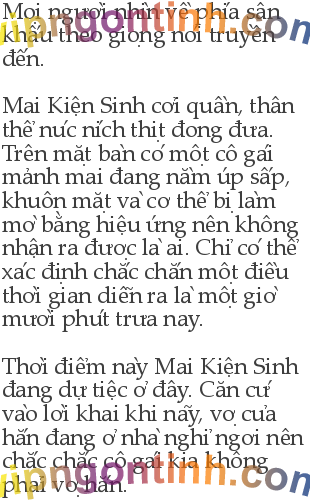 Mọi người nhìn về phía sân
khấu theo giọng nói truyền
đến.

Mai Kiện Sinh cởi quần, thân
thể núc ních thịt đong đưa.
Trên mặt bàn có một cô gái
mảnh mai đang nằm úp sấp,
khuôn mặt và cơ thể bị làm
mờ bằng hiệu ứng nên không
nhận ra được là ai. Chỉ có thể
xác định chắc chắn một điều
thời gian diễn ra là một giờ
mười phút trưa nay.

Thời điểm này Mai Kiện Sinh
đang dự tiệc ở đây. Căn cứ
vào lời khai khi nãy, vợ của
hắn đang ở nhà nghỉ ngơi nên
chắc chắc cô gái kia không
phải vợ hắn.
vipngontinh.com
vipngontinh.com